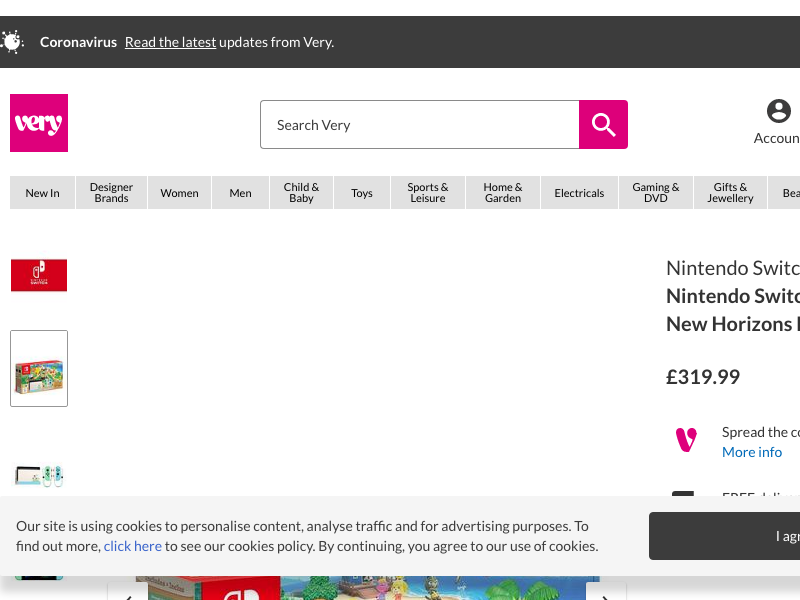 Coronavirus Read the latest updates from Very.
very
Search Very
Accoun
New In
Designer
Brands
Women
Men
Child &
Baby
Toys
Sports &
Leisure
Home &
Garden
Electricals
Gaming &
DVD
Gifts &
Jewellery
Bea
Nintendo Switc
Nintendo Switc
New Horizons
£319.99
Spread the co
More info
FREE deliv
Our site is using cookies to personalise content, analyse traffic and for advertising purposes. To
find out more, click here to see our cookies policy. By continuing, you agree to our use of cookies.
I agr